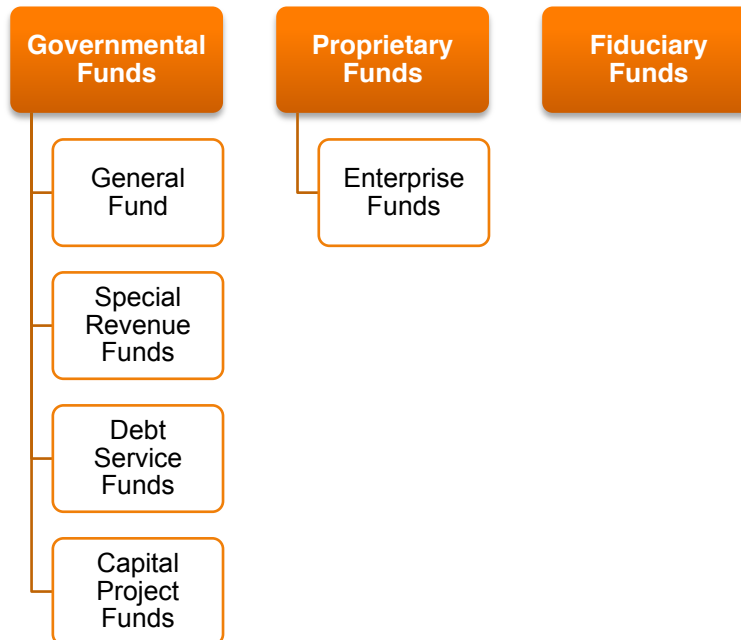 Governmental
Funds
General
Fund
Special
Revenue
Funds
Debt
Service
Funds
Capital
Project
Funds
Proprietary
Funds
Enterprise
Funds
Fiduciary
Funds